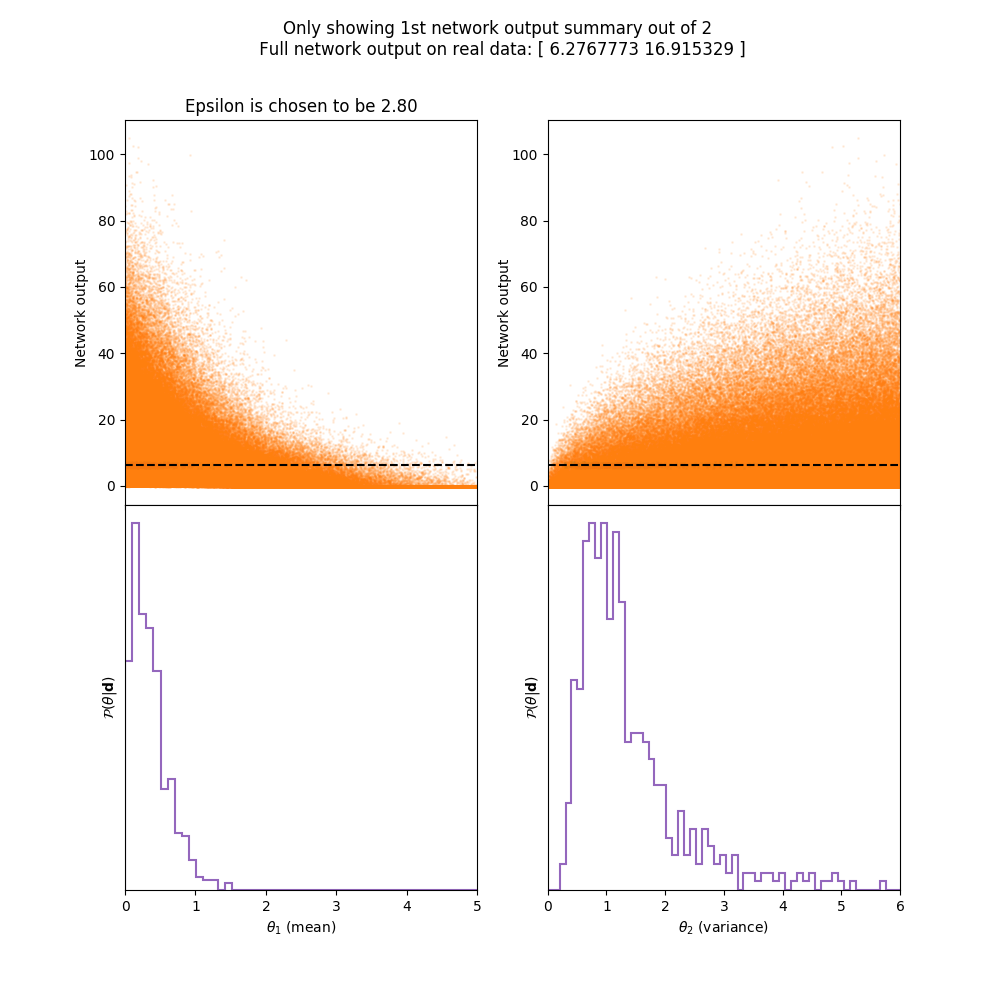 Only showing 1st network output summary out of 2
Full network output on real data: [ 6.2767773 16.915329 ]
Epsilon is chosen to be 2.80
100
80
60
40
20
0
Network output
100
80
60
40
20
0
Network output
𝒫(θ|𝐝)
0 1 2 3 4 5
θ₁ (mean)
𝒫(θ|𝐝)
0 1 2 3 4 5 6
θ₂ (variance)